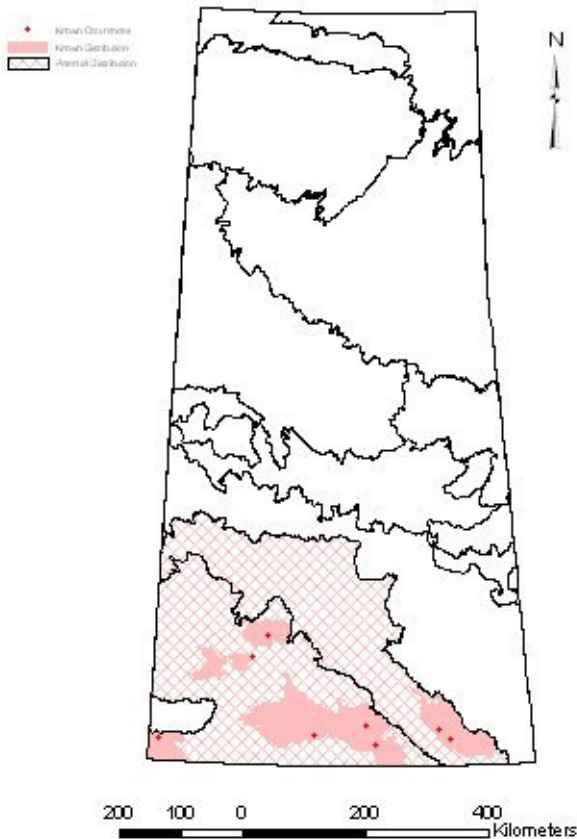 Known Occurrence
Known Distribution
Potential Distribution
N
200 100 0 200 400
Kilometers